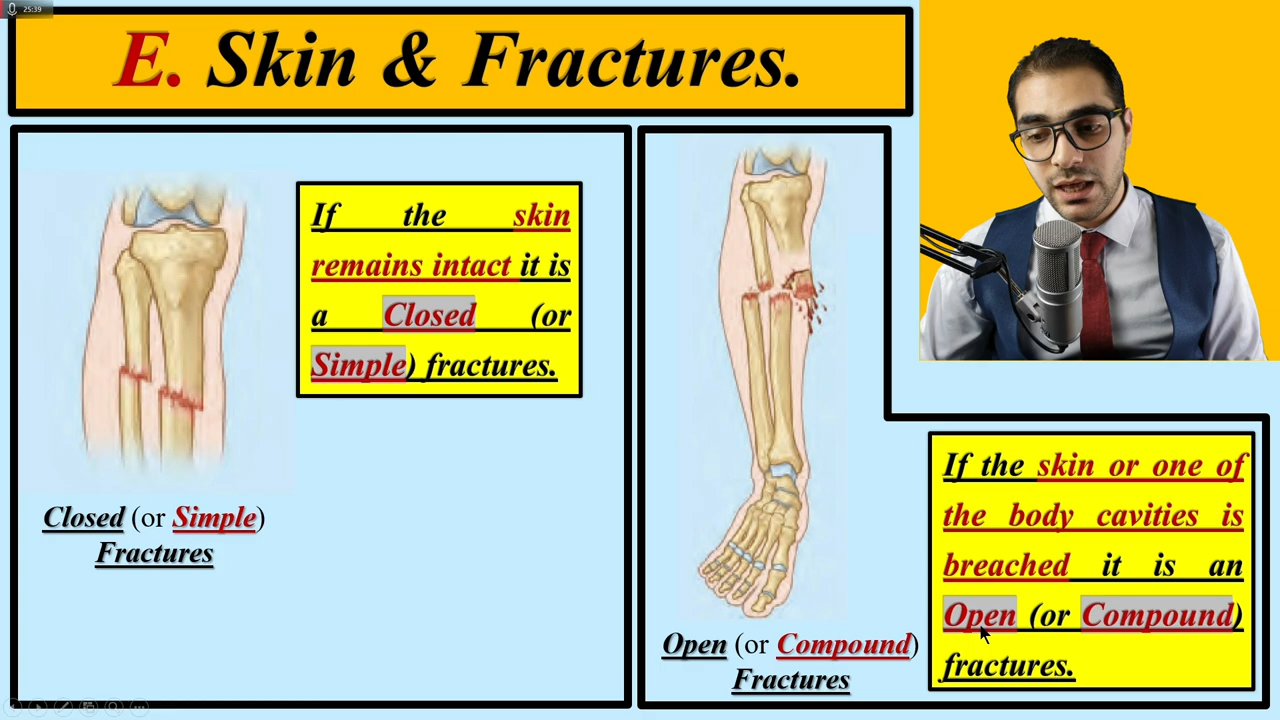 25:39
E. Skin & Fractures.
If the skin
remains intact it is
a Closed (or
Simple) fractures.
Closed (or Simple)
Fractures
If the skin or one of
the body cavities is
breached it is an
Open (or Compound)
fractures.
Open (or Compound)
Fractures